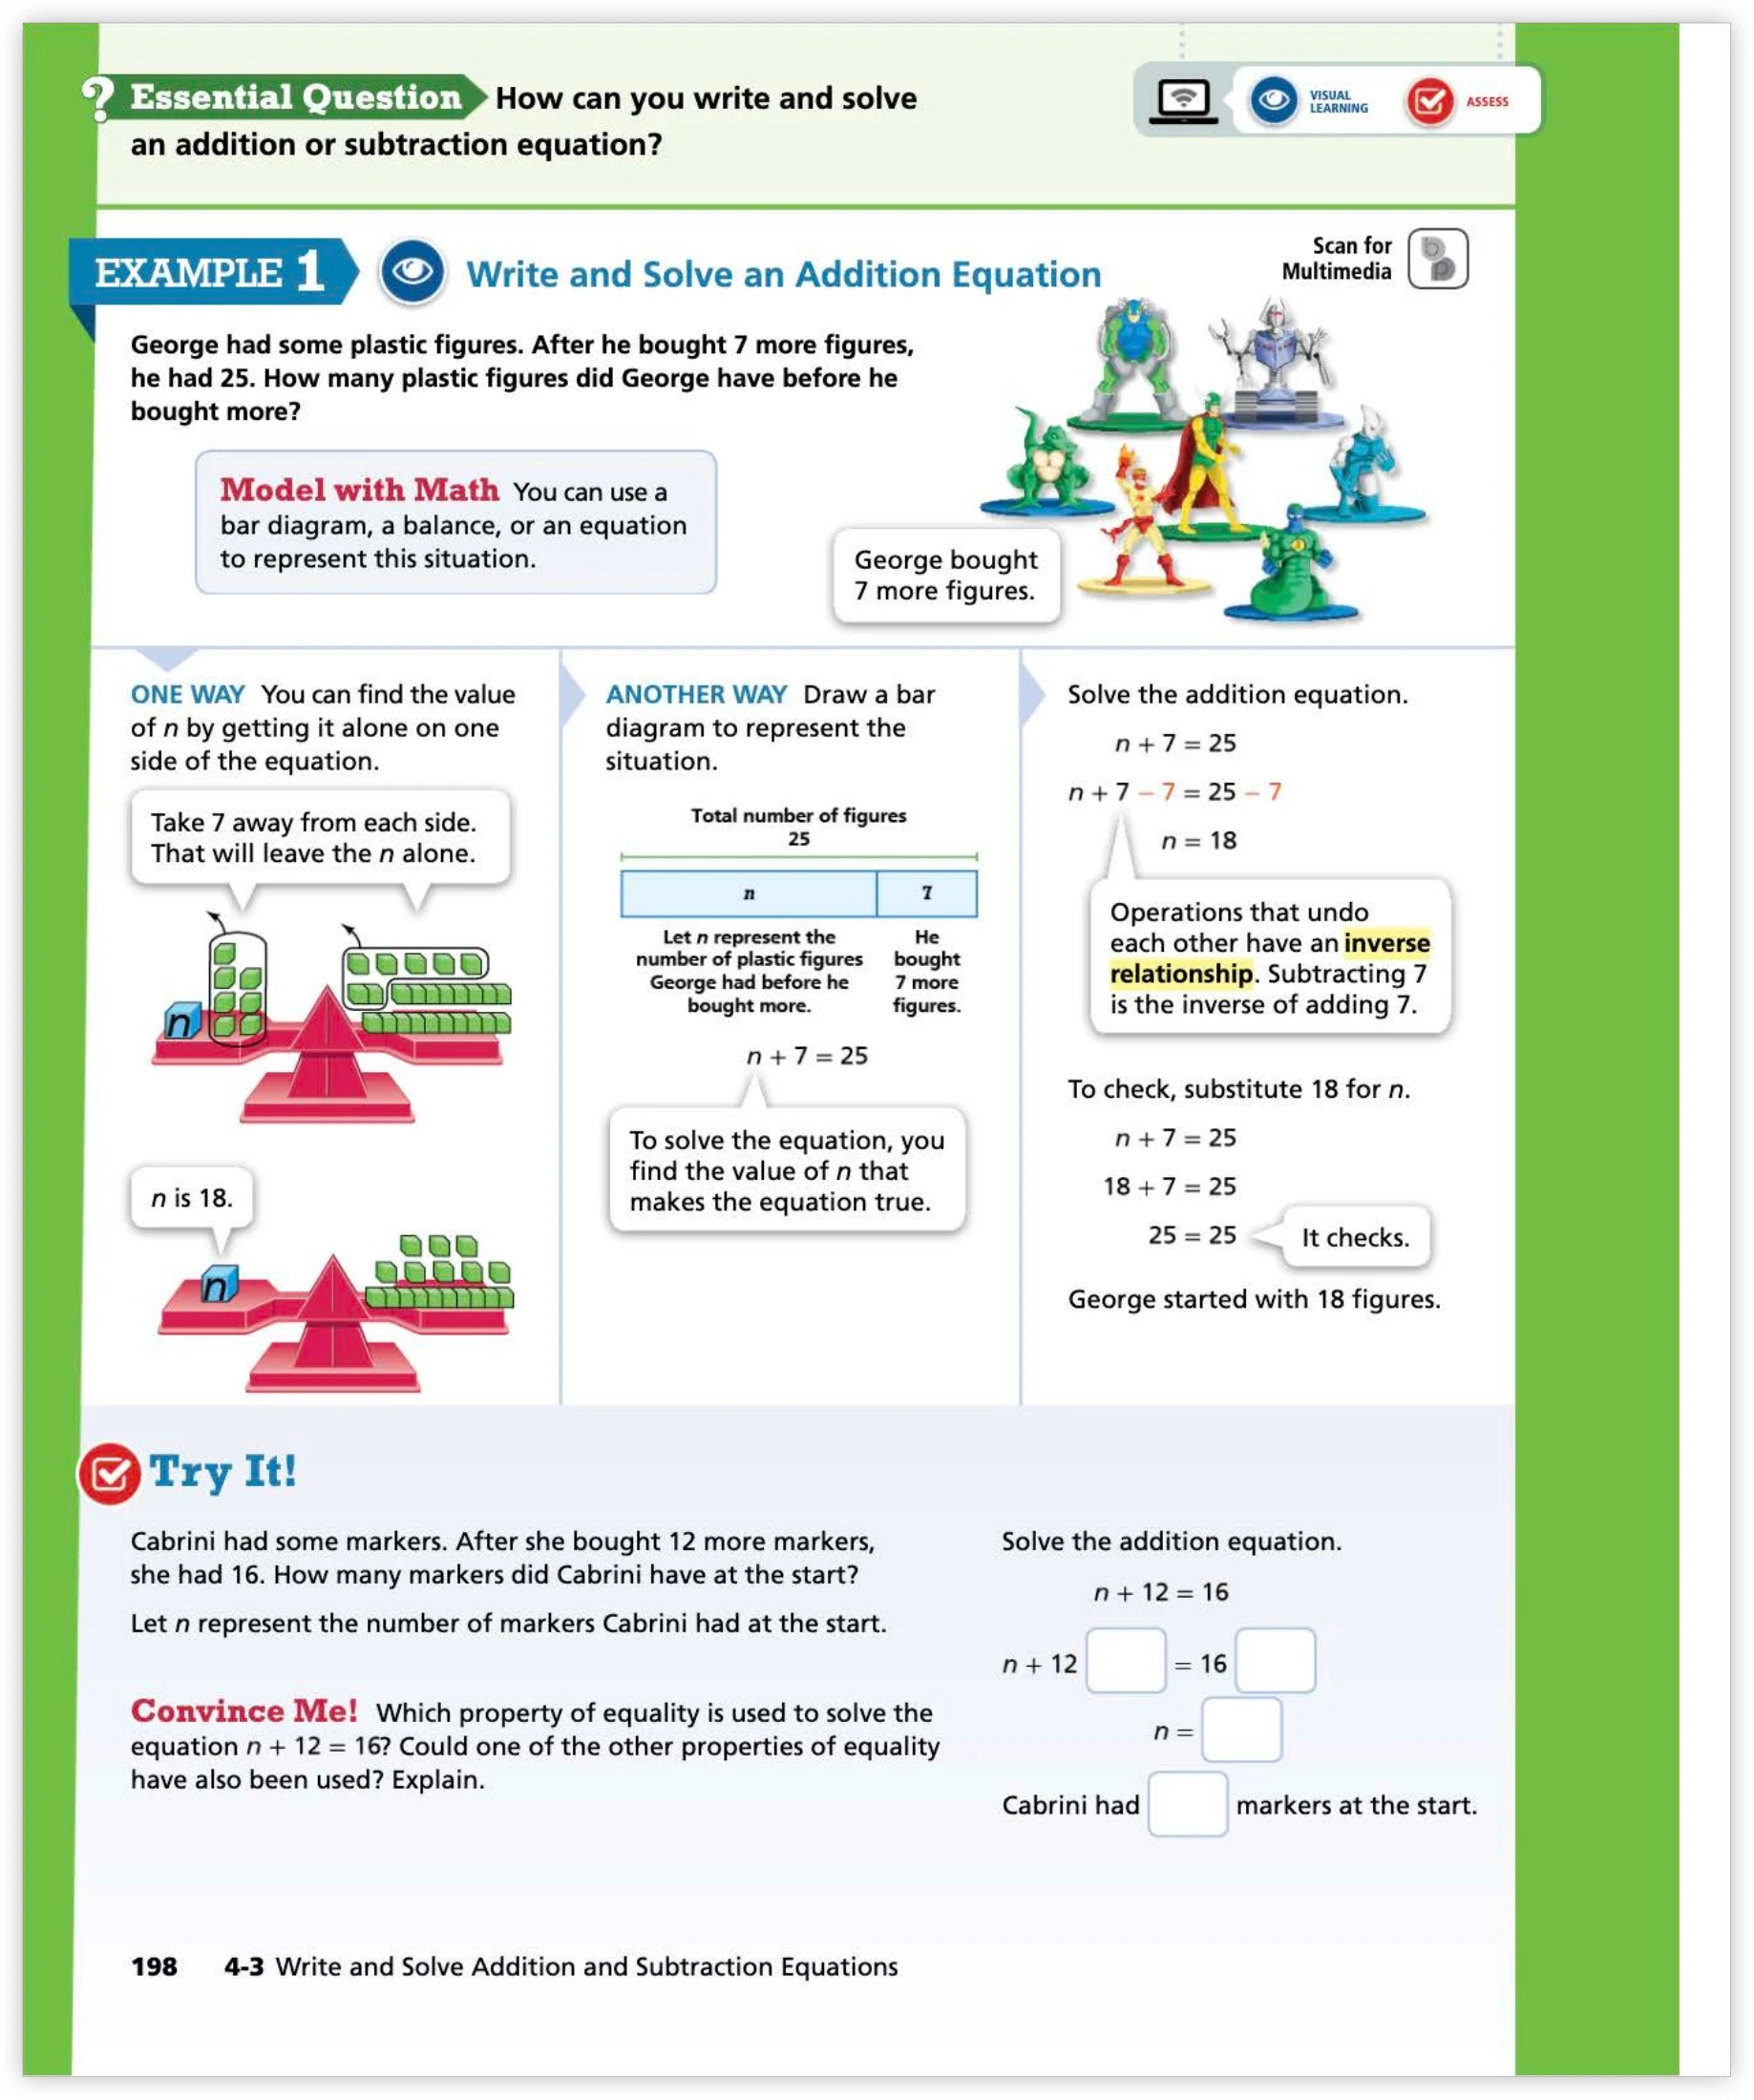 ? Essential Question How can you write and solve
an addition or subtraction equation?
VISUAL
LEARNING
ASSESS
EXAMPLE 1 Write and Solve an Addition Equation
Scan for
Multimedia
George had some plastic figures. After he bought 7 more figures,
he had 25. How many plastic figures did George have before he
bought more?
Model with Math You can use a
bar diagram, a balance, or an equation
to represent this situation.
George bought
7 more figures.
ONE WAY You can find the value
of n by getting it alone on one
side of the equation.
Take 7 away from each side.
That will leave the n alone.
n
n is 18.
n
ANOTHER WAY Draw a bar
diagram to represent the
situation.
Total number of figures
25
n 7
Let n represent the
number of plastic figures
George had before he
bought more.
He
bought
7 more
figures.
n + 7 = 25
To solve the equation, you
find the value of n that
makes the equation true.
Solve the addition equation.
n + 7 = 25
n + 7 − 7 = 25 − 7
n = 18
Operations that undo
each other have an inverse
relationship. Subtracting 7
is the inverse of adding 7.
To check, substitute 18 for n.
n + 7 = 25
18 + 7 = 25
25 = 25
It checks.
George started with 18 figures.
Try It!
Cabrini had some markers. After she bought 12 more markers,
she had 16. How many markers did Cabrini have at the start?
Let n represent the number of markers Cabrini had at the start.
Convince Me! Which property of equality is used to solve the
equation n + 12 = 16? Could one of the other properties of equality
have also been used? Explain.
Solve the addition equation.
n + 12 = 16
n + 12 = 16
n =
Cabrini had markers at the start.
198 4-3 Write and Solve Addition and Subtraction Equations